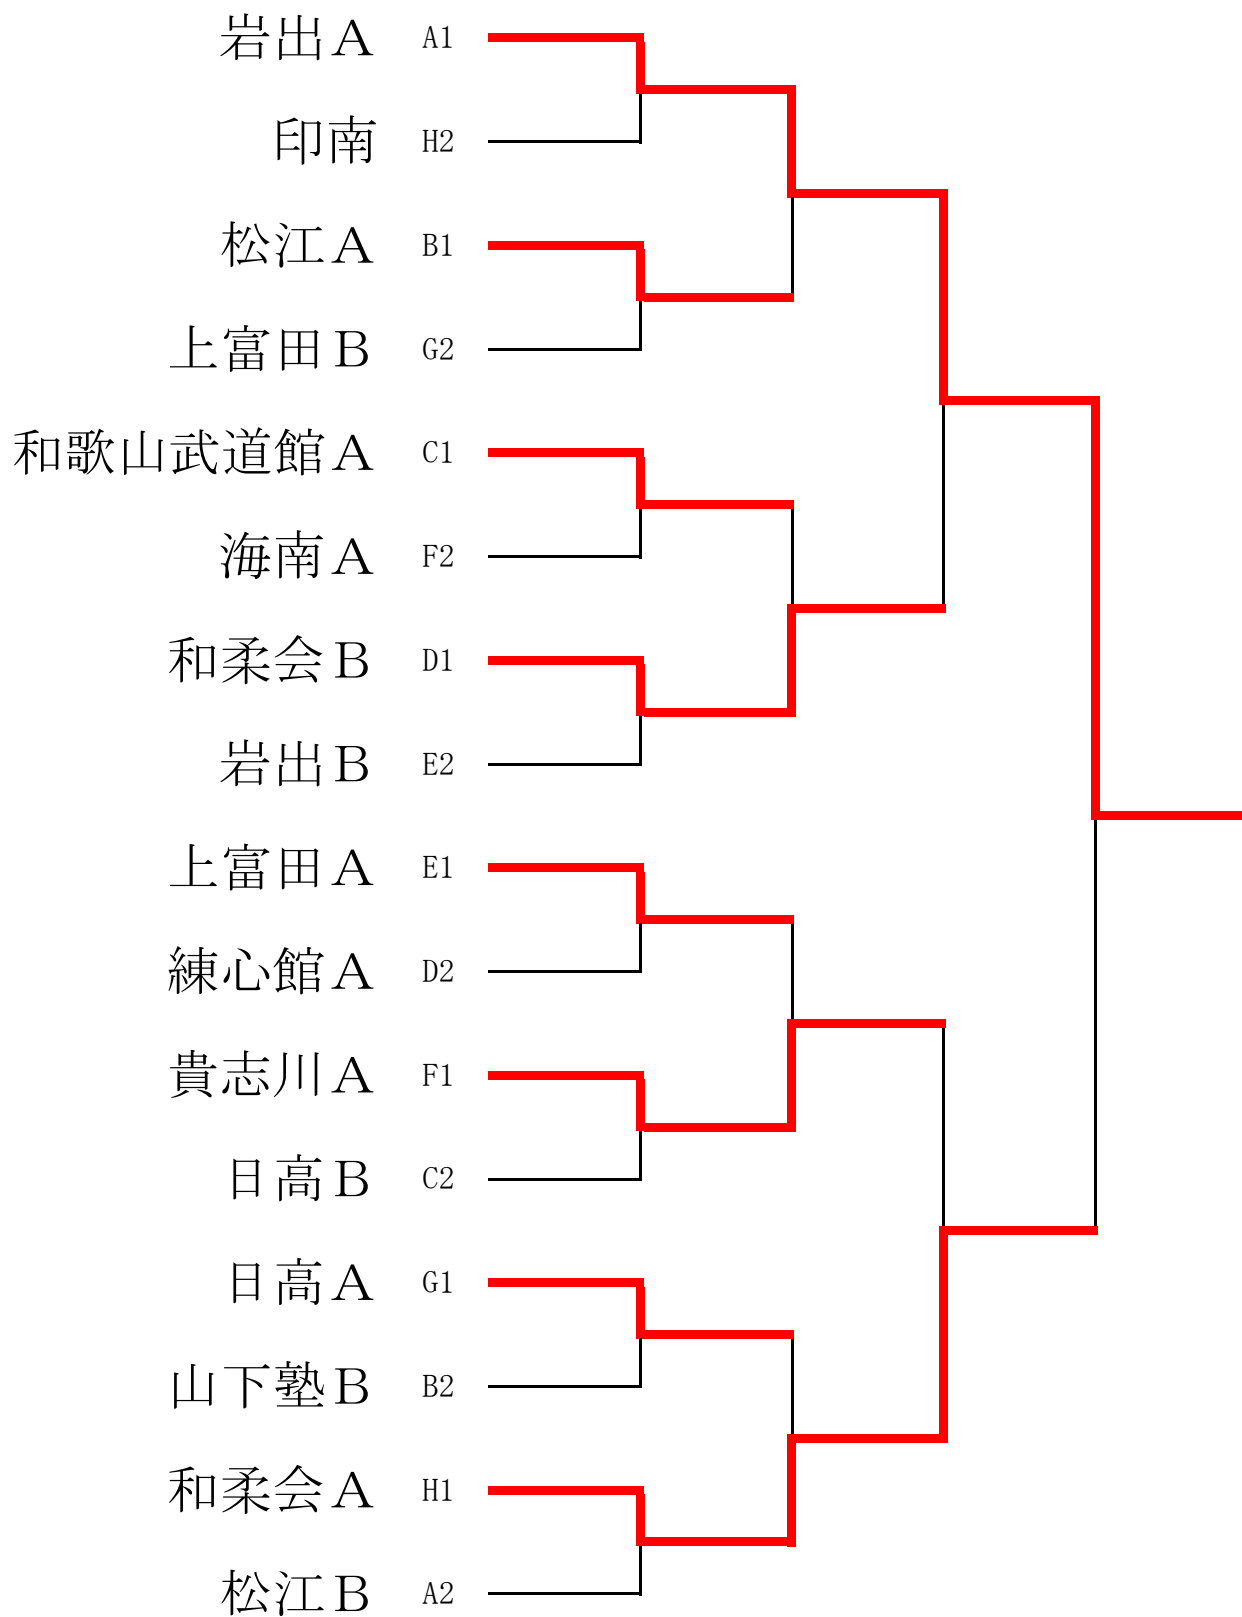 岩出A A1
印南 H2
松江A B1
上富田B G2
和歌山武道館A C1
海南A F2
和柔会B D1
岩出B E2
上富田A E1
練心館A D2
貴志川A F1
日高B C2
日高A G1
山下塾B B2
和柔会A H1
松江B A2